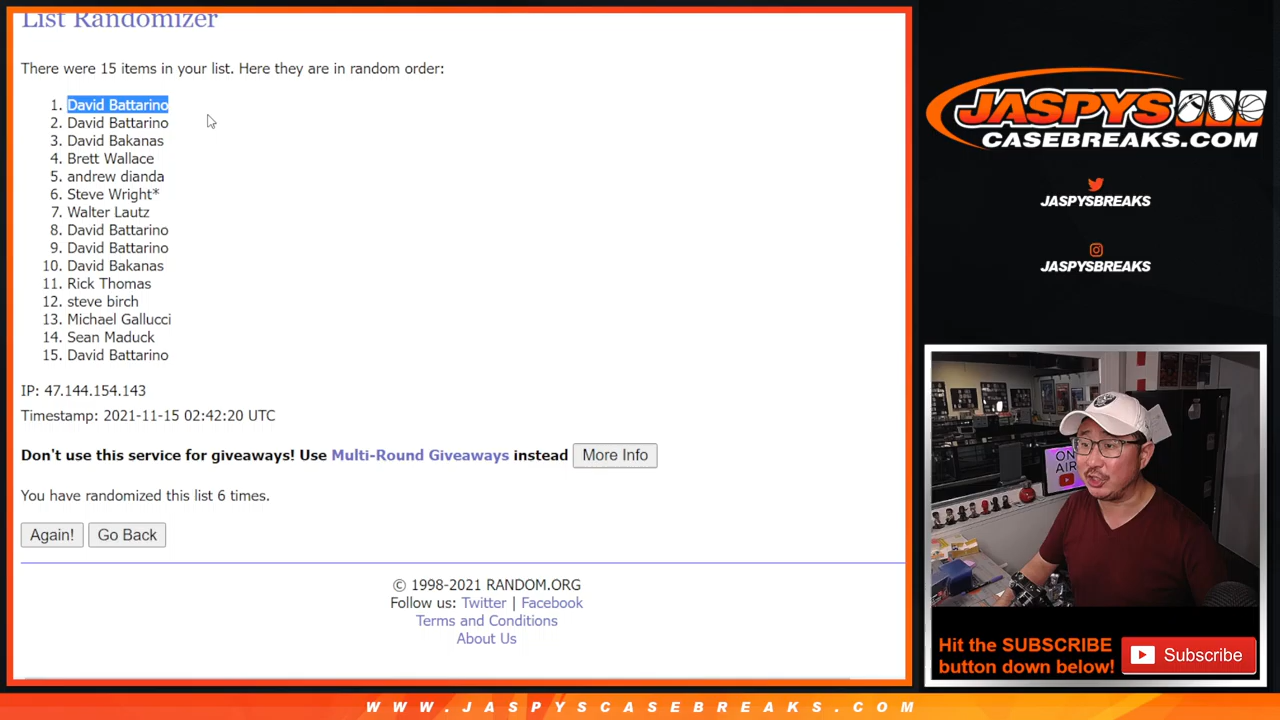 List Randomizer
There were 15 items in your list. Here they are in random order:
1. David Battarino
2. David Battarino
3. David Bakanas
4. Brett Wallace
5. andrew dianda
6. Steve Wright*
7. Walter Lautz
8. David Battarino
9. David Battarino
10. David Bakanas
11. Rick Thomas
12. steve birch
13. Michael Gallucci
14. Sean Maduck
15. David Battarino
IP: 47.144.154.143
Timestamp: 2021-11-15 02:42:20 UTC
Don't use this service for giveaways! Use Multi-Round Giveaways instead More Info
You have randomized this list 6 times.
Again! Go Back
© 1998-2021 RANDOM.ORG
Follow us: Twitter | Facebook
Terms and Conditions
About Us
JASPYS
CASEBREAKS.COM
JASPYSBREAKS
JASPYSBREAKS
ON
AIR
Hit the SUBSCRIBE
button down below!
Subscribe
WWW.JASPYSCASEBREAKS.COM